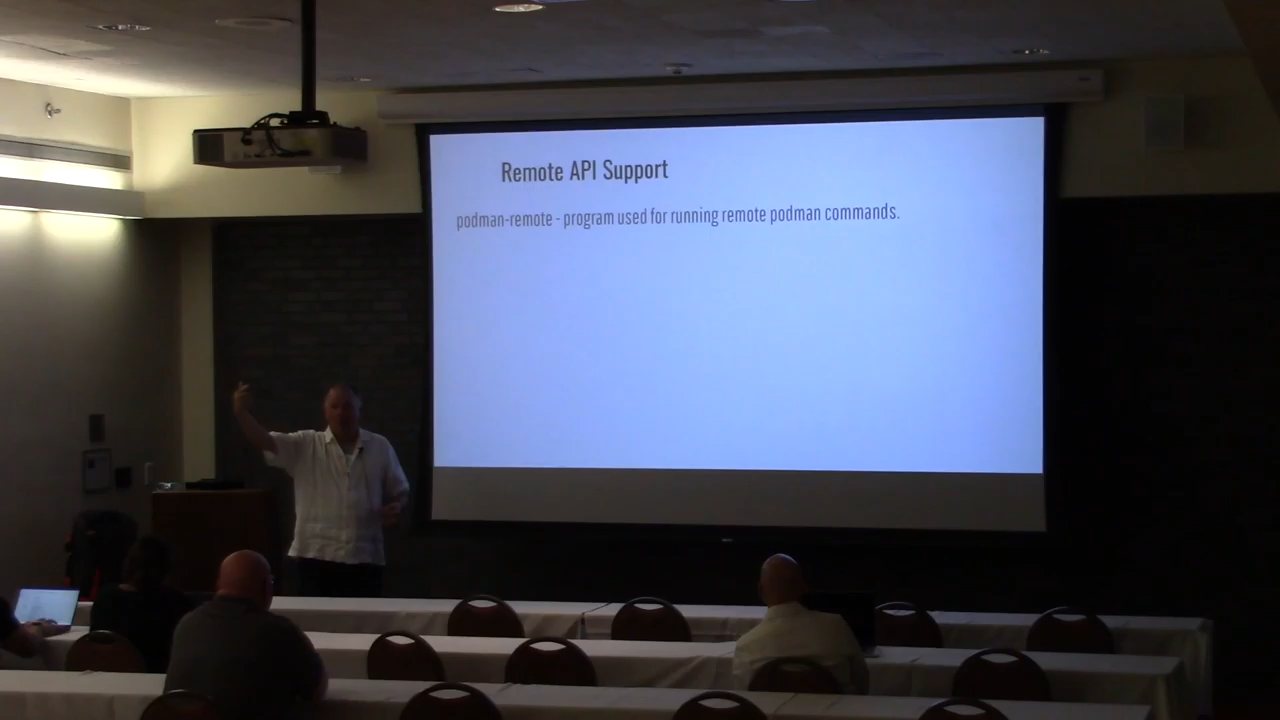 Remote API Support
podman-remote - program used for running remote podman commands.